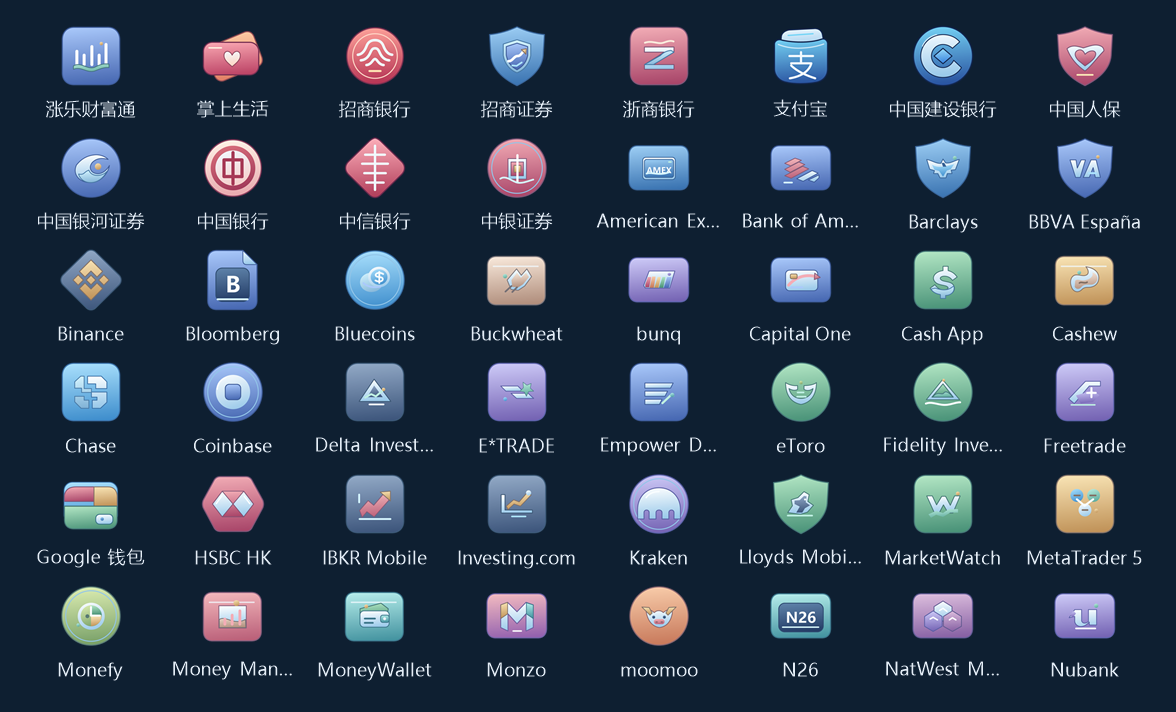 涨乐财富通 掌上生活 招商银行 招商证券 浙商银行 支 支付宝 中国建设银行 中国人保
中国银河证券 中国银行 中信银行 中银证券 AMEX American Ex... Bank of Am... Barclays VA BBVA España
Binance B Bloomberg $ Bluecoins Buckwheat bunq Capital One $ Cash App Cashew
Chase Coinbase Delta Invest... E*TRADE Empower D... eToro Fidelity Inve... Freetrade
Google 钱包 HSBC HK IBKR Mobile Investing.com Kraken Lloyds Mobi... MarketWatch MetaTrader 5
Monefy Money Man... MoneyWallet M Monzo moomoo N26 N26 NatWest M... u Nubank